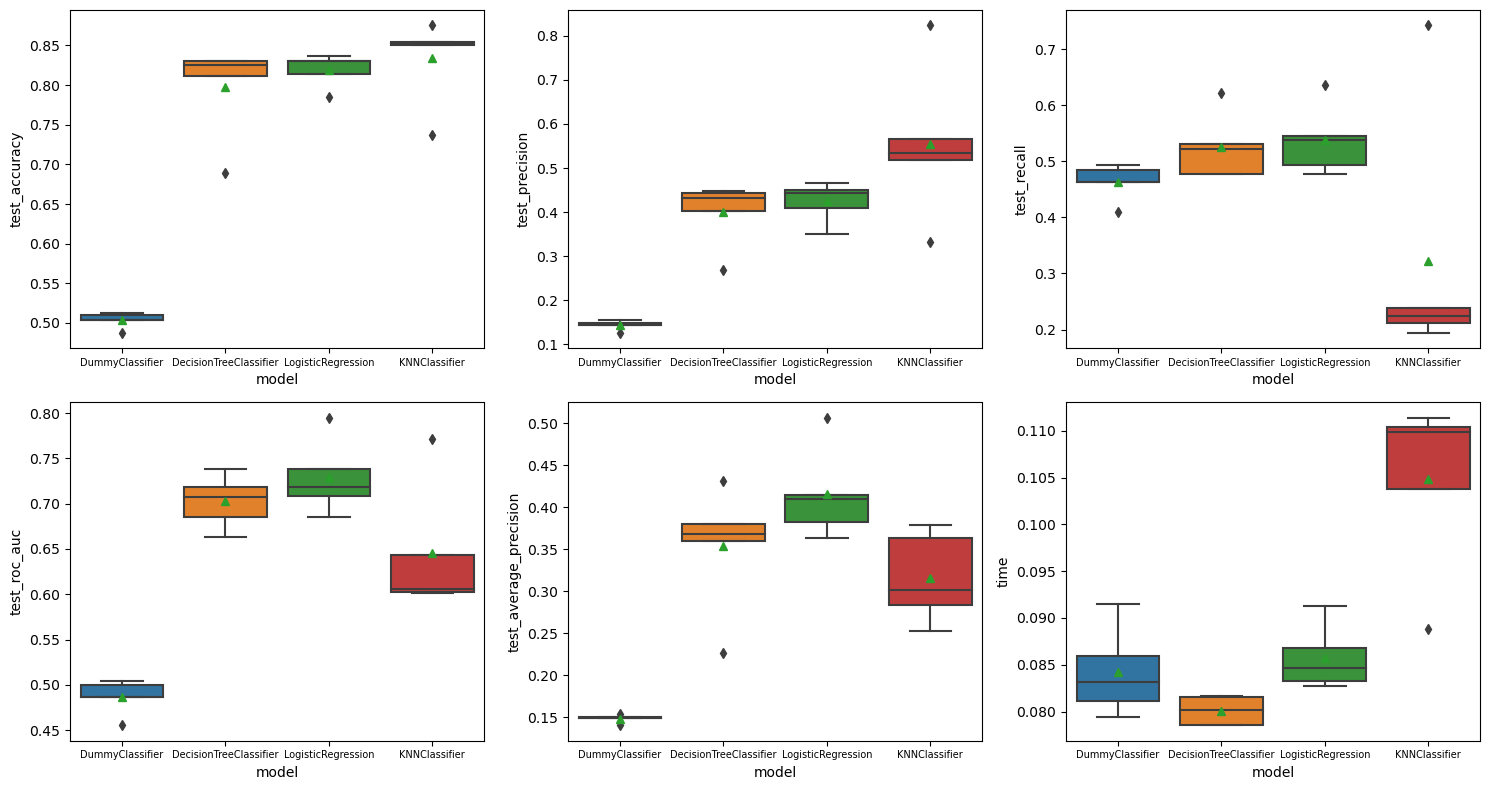 test_accuracy
0.85
0.80
0.75
0.70
0.65
0.60
0.55
0.50
DummyClassifier DecisionTreeClassifier LogisticRegression KNNClassifier
model
test_precision
0.8
0.7
0.6
0.5
0.4
0.3
0.2
0.1
DummyClassifier DecisionTreeClassifier LogisticRegression KNNClassifier
model
test_recall
0.7
0.6
0.5
0.4
0.3
0.2
DummyClassifier DecisionTreeClassifier LogisticRegression KNNClassifier
model
test_roc_auc
0.80
0.75
0.70
0.65
0.60
0.55
0.50
0.45
DummyClassifier DecisionTreeClassifier LogisticRegression KNNClassifier
model
test_average_precision
0.50
0.45
0.40
0.35
0.30
0.25
0.20
0.15
DummyClassifier DecisionTreeClassifier LogisticRegression KNNClassifier
model
time
0.110
0.105
0.100
0.095
0.090
0.085
0.080
DummyClassifier DecisionTreeClassifier LogisticRegression KNNClassifier
model